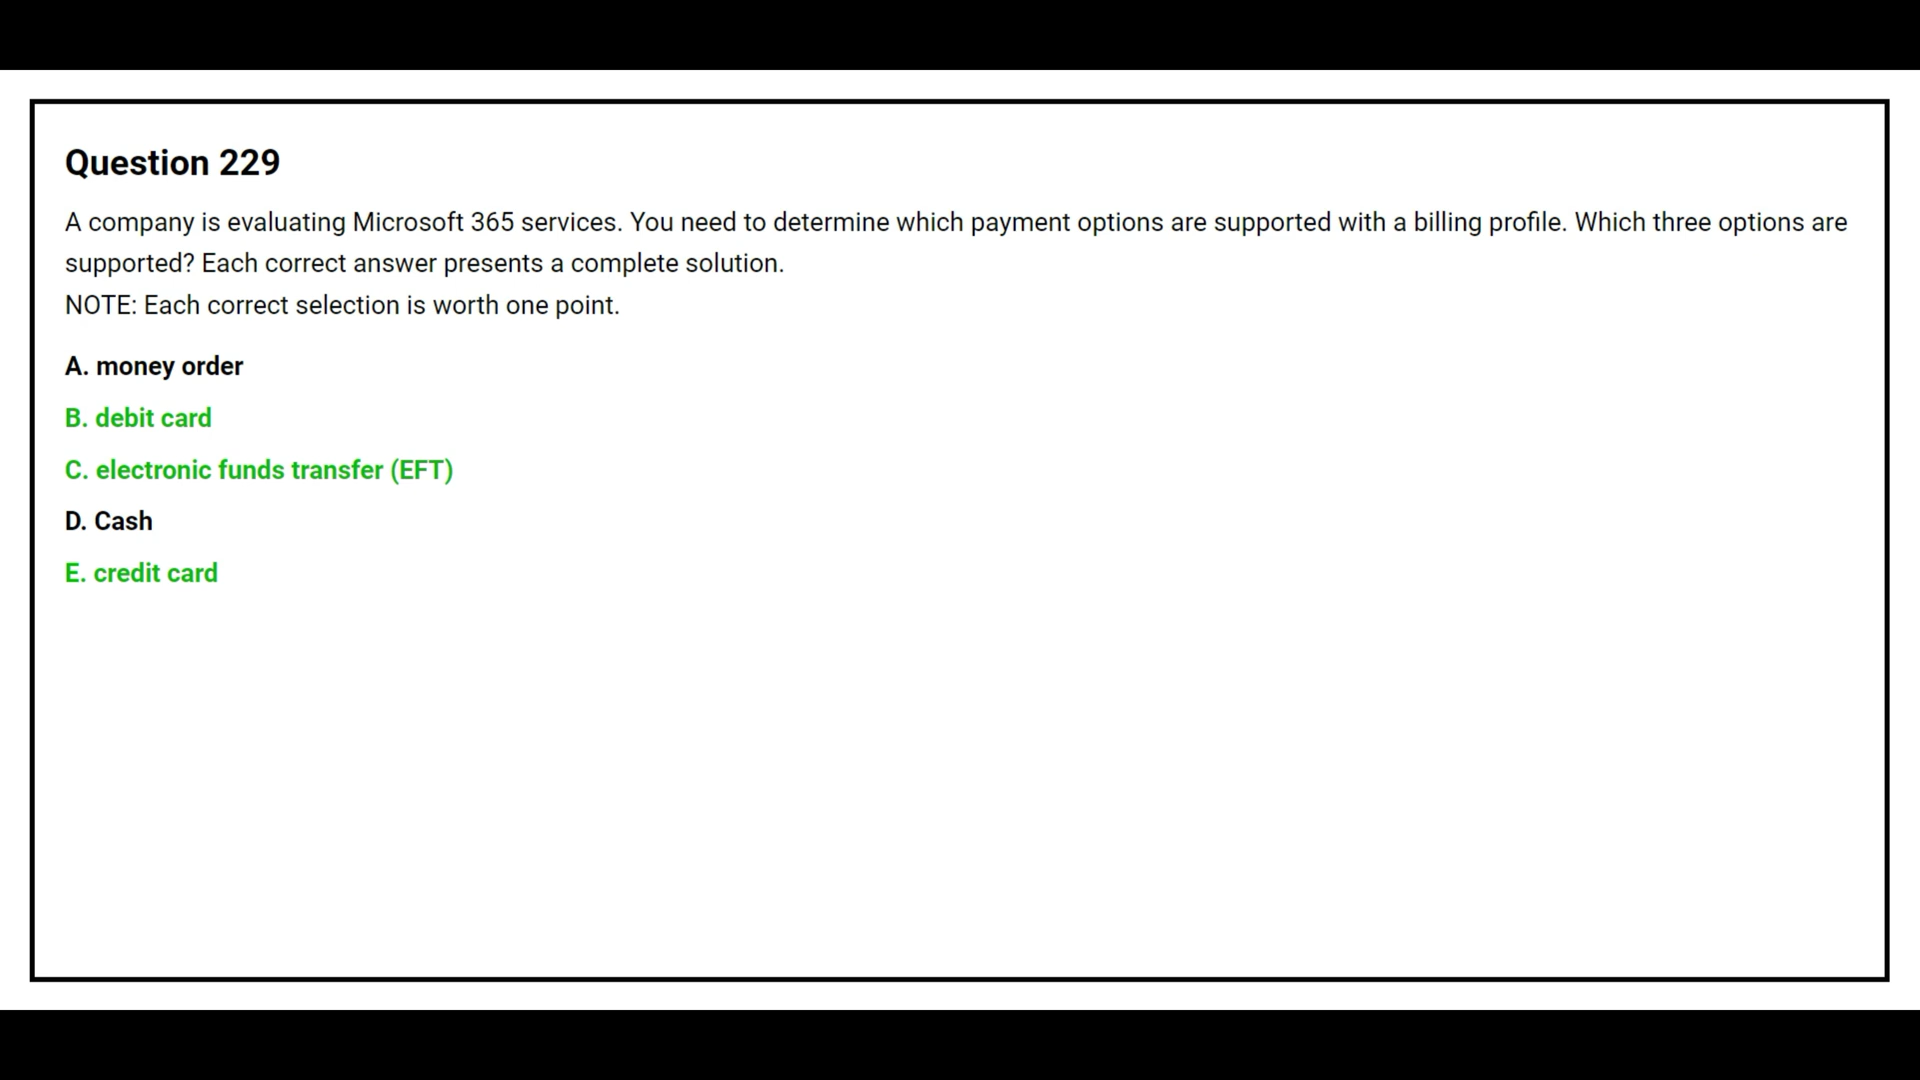 Question 229
A company is evaluating Microsoft 365 services. You need to determine which payment options are supported with a billing profile. Which three options are
supported? Each correct answer presents a complete solution.
NOTE: Each correct selection is worth one point.
A. money order
B. debit card
C. electronic funds transfer (EFT)
D. Cash
E. credit card